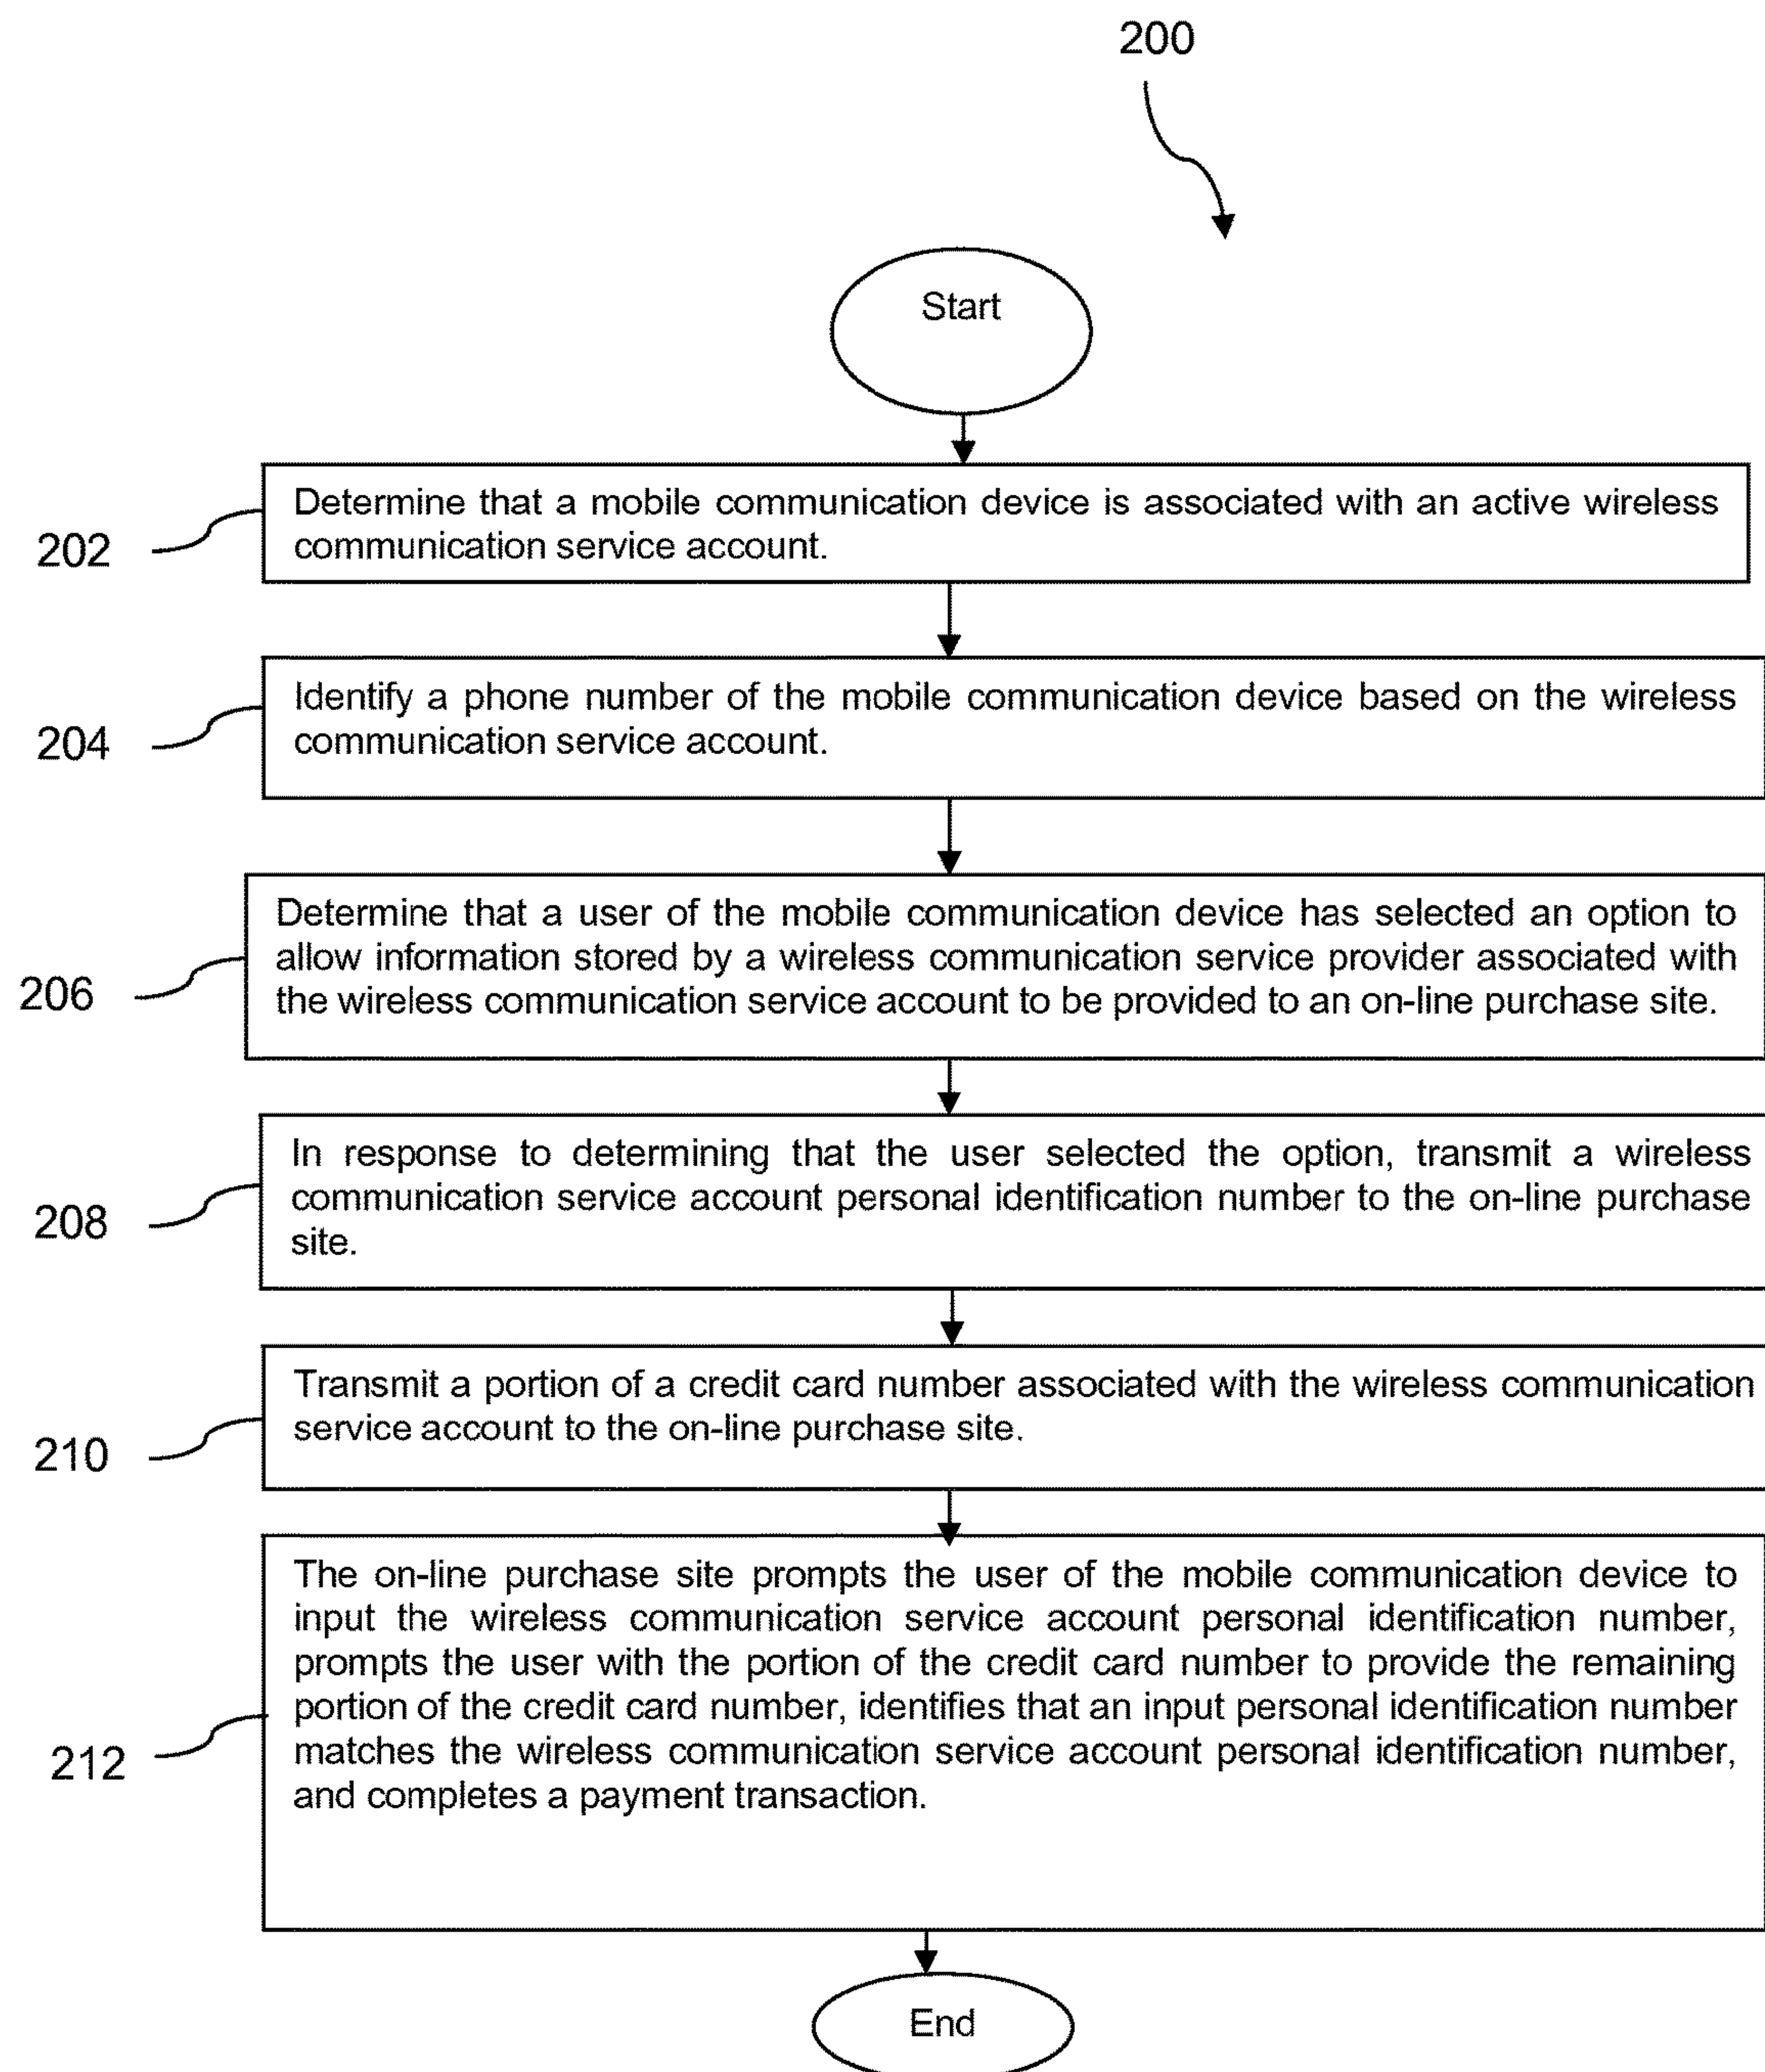 200
Start
202
Determine that a mobile communication device is associated with an active wireless
communication service account.
204
Identify a phone number of the mobile communication device based on the wireless
communication service account.
206
Determine that a user of the mobile communication device has selected an option to
allow information stored by a wireless communication service provider associated with
the wireless communication service account to be provided to an on-line purchase site.
208
In response to determining that the user selected the option, transmit a wireless
communication service account personal identification number to the on-line purchase
site.
210
Transmit a portion of a credit card number associated with the wireless communication
service account to the on-line purchase site.
212
The on-line purchase site prompts the user of the mobile communication device to
input the wireless communication service account personal identification number,
prompts the user with the portion of the credit card number to provide the remaining
portion of the credit card number, identifies that an input personal identification number
matches the wireless communication service account personal identification number,
and completes a payment transaction.
End